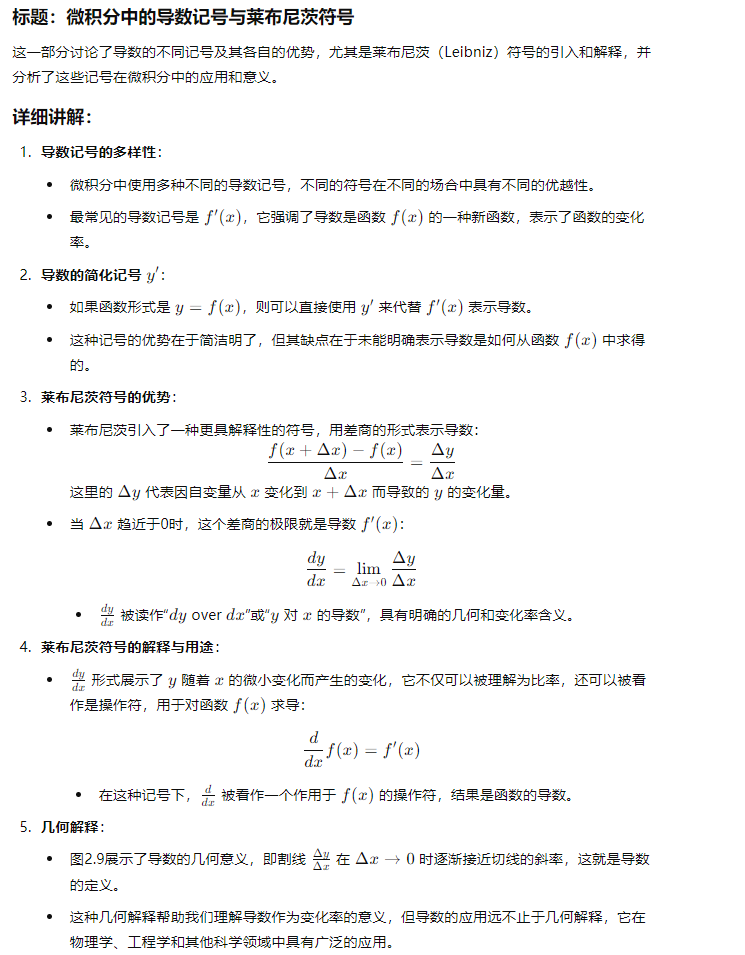 标题：微积分中的导数记号与莱布尼茨符号
这一部分讨论了导数的不同记号及其各自的优势，尤其是莱布尼茨（Leibniz）符号的引入和解释，并
分析了这些记号在微积分中的应用和意义。
详细讲解：
1. 导数记号的多样性：
• 微积分中使用多种不同的导数记号，不同的符号在不同的场合中具有不同的优越性。
• 最常见的导数记号是 f′(x)，它强调了导数是函数 f(x) 的一种新函数，表示了函数的变化
率。
2. 导数的简化记号 y′：
• 如果函数形式是 y = f(x)，则可以直接使用 y′ 来代替 f′(x) 表示导数。
• 这种记号的优势在于简洁明了，但其缺点在于未能明确表示导数是如何从函数 f(x) 中求得
的。
3. 莱布尼茨符号的优势：
• 莱布尼茨引入了一种更具解释性的符号，用差商的形式表示导数：
\frac{f(x + Δx) − f(x)}{Δx} = \frac{Δy}{Δx}
这里的 Δy 代表因自变量从 x 变化到 x + Δx 而导致的 y 的变化量。
• 当 Δx 趋近于0时，这个差商的极限就是导数 f′(x)：
\frac{dy}{dx} = \lim_{Δx→0} \frac{Δy}{Δx}
• \frac{dy}{dx} 被读作“dy over dx”或“y 对 x 的导数”，具有明确的几何和变化率含义。
4. 莱布尼茨符号的解释与用途：
• \frac{dy}{dx} 形式展示了 y 随着 x 的微小变化而产生的变化，它不仅可以被理解为比率，还可以被看
作是操作符，用于对函数 f(x) 求导：
\frac{d}{dx} f(x) = f′(x)
• 在这种记号下，\frac{d}{dx} 被看作一个作用于 f(x) 的操作符，结果是函数的导数。
5. 几何解释：
• 图2.9展示了导数的几何意义，即割线 \frac{Δy}{Δx} 在 Δx → 0 时逐渐接近切线的斜率，这就是导数
的定义。
• 这种几何解释帮助我们理解导数作为变化率的意义，但导数的应用远不止于几何解释，它在
物理学、工程学和其他科学领域中具有广泛的应用。